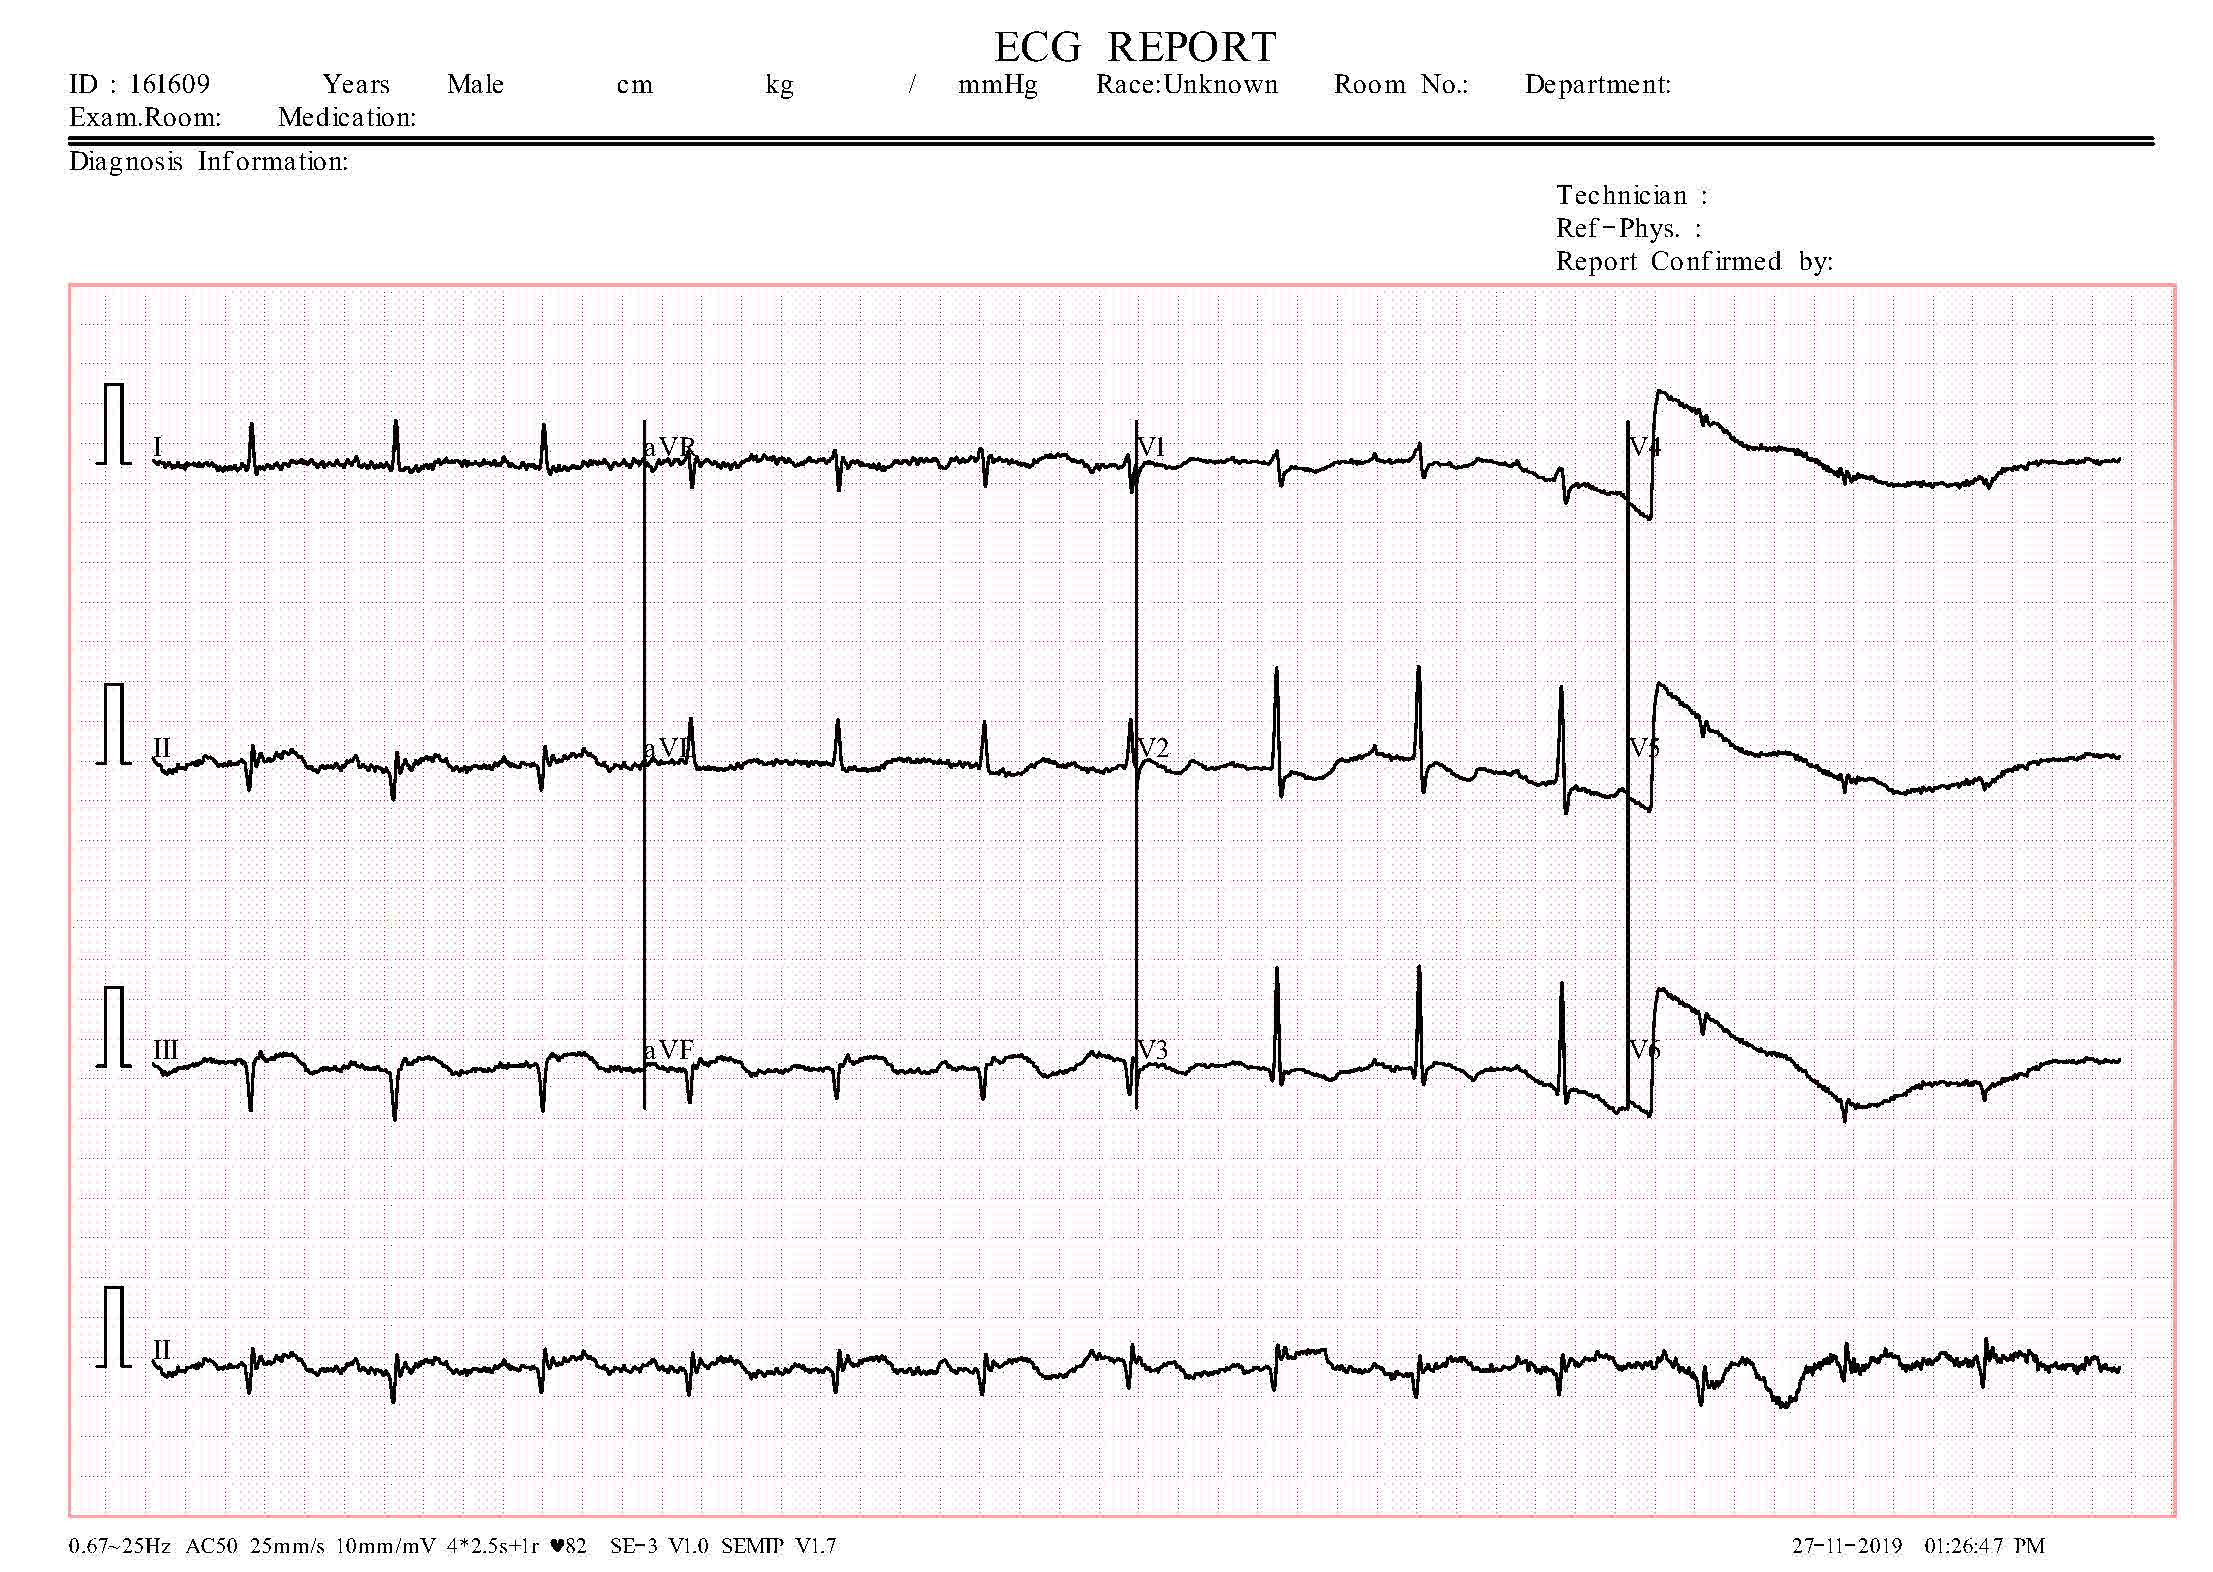 ECG REPORT
ID : 161609 Years Male cm kg / mmHg Race:Unknown Room No.: Department:
Exam.Room: Medication:
Diagnosis Information:
Technician :
Ref-Phys. :
Report Confirmed by:
I aVR V1 V4
II aVL V2 V5
III aVF V3 V6
II
0.67~25Hz AC50 25mm/s 10mm/mV 4*2.5s+1r ♥82 SE-3 V1.0 SEMIP V1.7 27-11-2019 01:26:47 PM